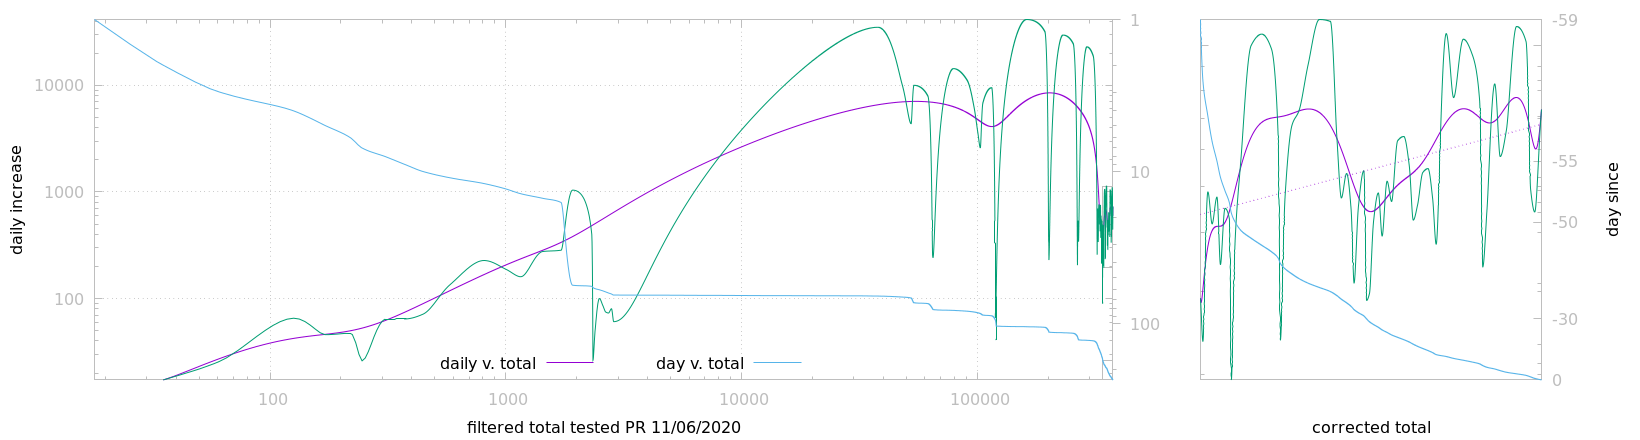 10000
1000
100
daily increase
daily v. total
day v. total
100
1000
10000
100000
filtered total tested PR 11/06/2020
1
10
100
-59
-55
-50
-30
0
day since
corrected total